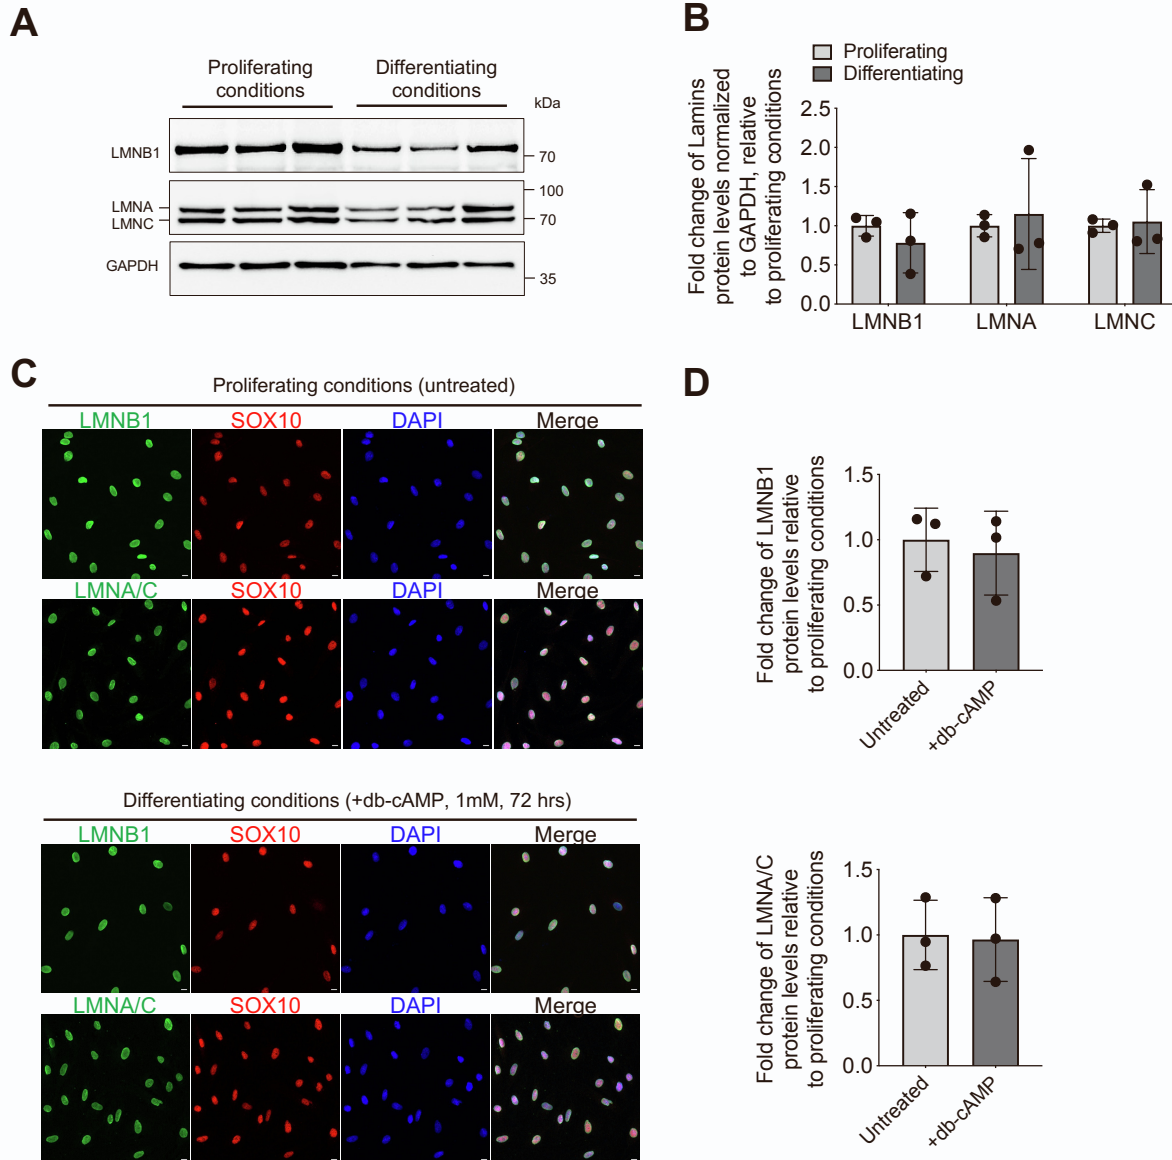 A
Proliferating
conditions
Differentiating
conditions
kDa
LMNB1
70
100
LMNA
LMNC
70
GAPDH
35
B
Proliferating
Differentiating
Fold change of Lamins
protein levels normalized
to GAPDH, relative
to proliferating conditions
2.5
2.0
1.5
1.0
0.5
0.0
LMNB1
LMNA
LMNC
C
Proliferating conditions (untreated)
LMNB1
SOX10
DAPI
Merge
LMNA/C
SOX10
DAPI
Merge
Differentiating conditions (+db-cAMP, 1mM, 72 hrs)
LMNB1
SOX10
DAPI
Merge
LMNA/C
SOX10
DAPI
Merge
D
Fold change of LMNB1
protein levels relative
to proliferating conditions
1.5
1.0
0.5
0.0
Untreated
+db-cAMP
Fold change of LMNA/C
protein levels relative
to proliferating conditions
1.5
1.0
0.5
0.0
Untreated
+db-cAMP